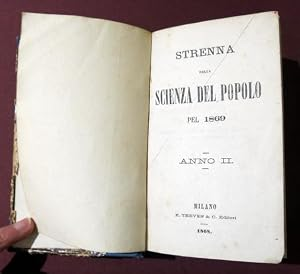 STRENNA
DELLA
SCIENZA DEL POPOLO
PEL 1869
ANNO II.
MILANO
E. TREVES & C. Editori
1868.